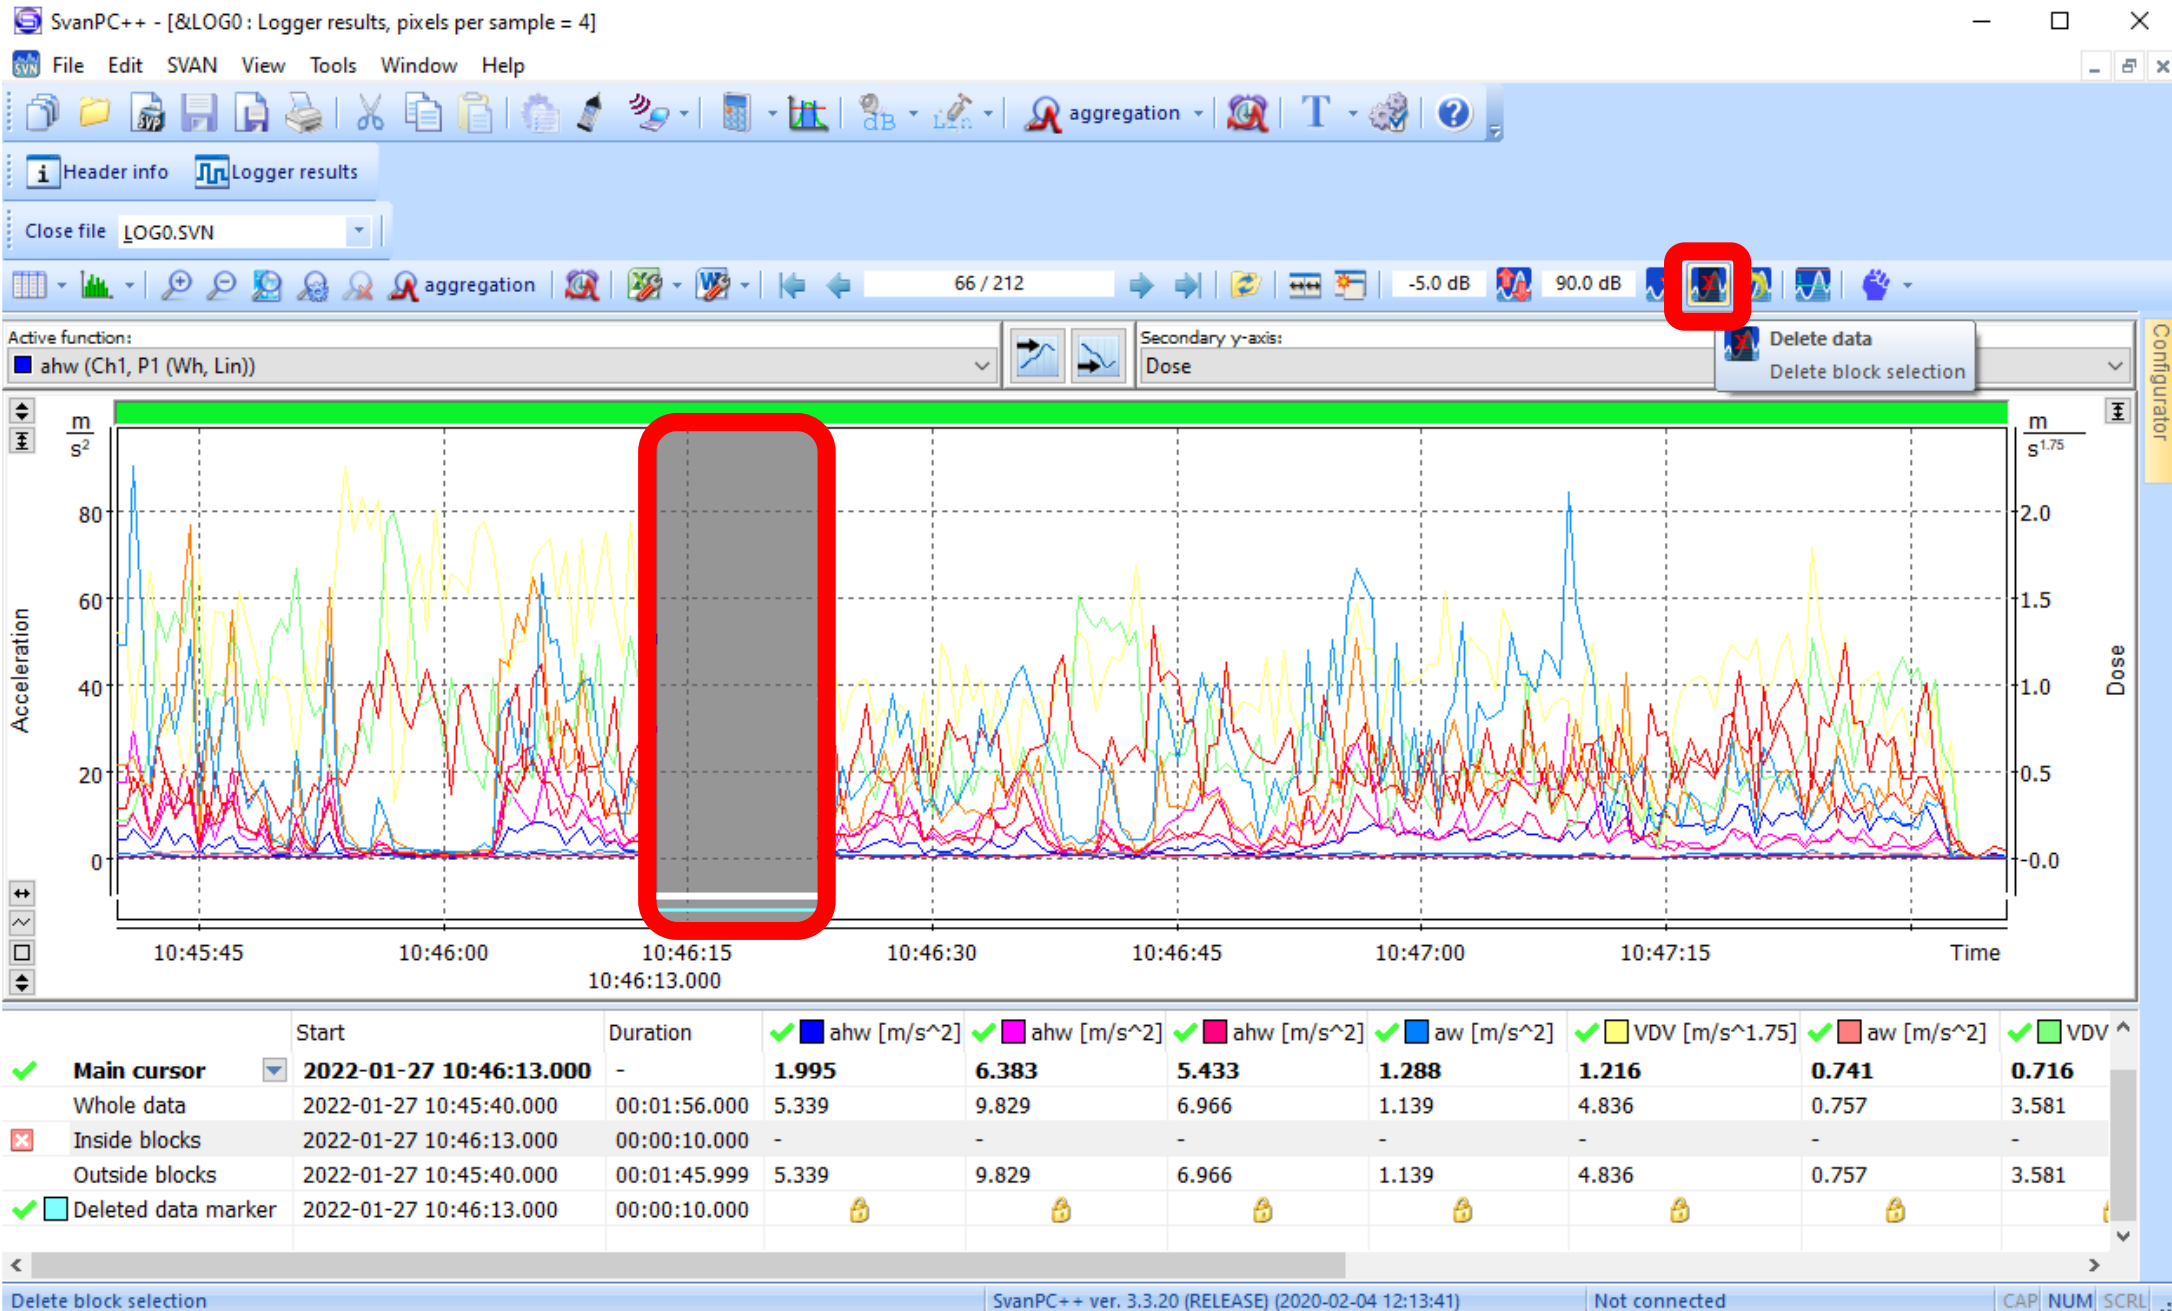 SvanPC++ - [&LOG0 : Logger results, pixels per sample = 4]
File Edit SVAN View Tools Window Help
SVP dB Lin aggregation T ?
i Header info Logger results
Close file LOG0.SVN
aggregation 66 / 212 -5.0 dB 90.0 dB
Active function:
ahw (Ch1, P1 (Wh, Lin))
Secondary y-axis:
Dose
Delete data
Delete block selection
Configurator
m
s2
m
s1.75
80 2.0
60 1.5
40 1.0
20 0.5
0 -0.0
Acceleration
Dose
10:45:45 10:46:00 10:46:15 10:46:30 10:46:45 10:47:00 10:47:15 Time
10:46:13.000
Start Duration ahw [m/s^2] ahw [m/s^2] ahw [m/s^2] aw [m/s^2] VDV [m/s^1.75] aw [m/s^2] VDV
Main cursor 2022-01-27 10:46:13.000 - 1.995 6.383 5.433 1.288 1.216 0.741 0.716
Whole data 2022-01-27 10:45:40.000 00:01:56.000 5.339 9.829 6.966 1.139 4.836 0.757 3.581
Inside blocks 2022-01-27 10:46:13.000 00:00:10.000 - - - - - - -
Outside blocks 2022-01-27 10:45:40.000 00:01:45.999 5.339 9.829 6.966 1.139 4.836 0.757 3.581
Deleted data marker 2022-01-27 10:46:13.000 00:00:10.000
Delete block selection SvanPC++ ver. 3.3.20 (RELEASE) (2020-02-04 12:13:41) Not connected CAP NUM SCRL